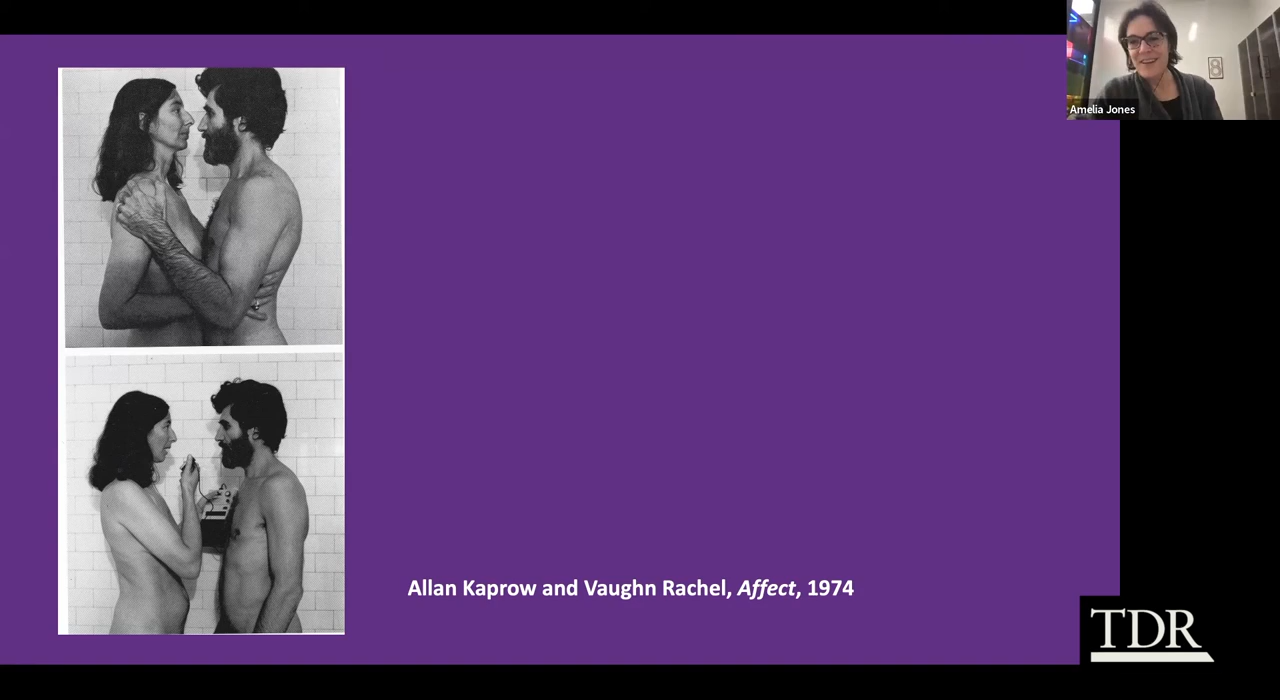 Amelia Jones
Allan Kaprow and Vaughn Rachel, Affect, 1974
TDR